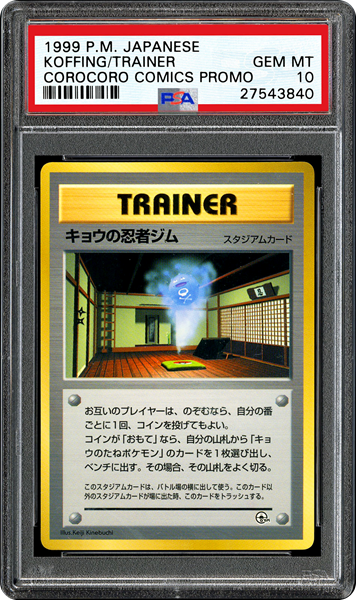 1999 P.M. JAPANESE
KOFFING/TRAINER GEM MT
COROCORO COMICS PROMO 10
PSA 27543840
TRAINER
キョウの忍者ジム スタジアムカード
忍
お互いのプレイヤーは、のぞむなら、自分の番
ごとに1回、コインを投げてもよい。
コインが「おもて」なら、自分の山札から「キョ
ウのたねポケモン」のカードを1枚選び出し、
ベンチに出す。その場合、その山札をよく切る。
このスタジアムカードは、バトル場の横に出して使う。このカード以
外のスタジアムカードが場に出た時、このカードをトラッシュする。
Illus.Keiji Kinebuchi